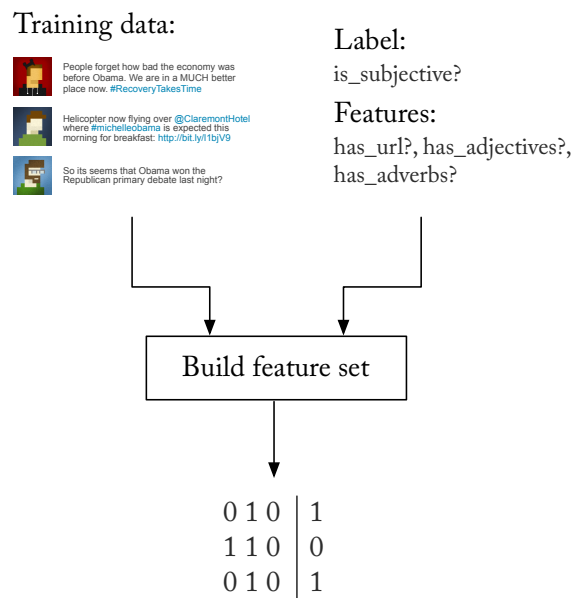 Training data:
People forget how bad the economy was
before Obama. We are in a MUCH better
place now. #RecoveryTakesTime
Helicopter now flying over @ClaremontHotel
where #michelleobama is expected this
morning for breakfast: http://bit.ly/l1bjV9
So its seems that Obama won the
Republican primary debate last night?
Label:
is_subjective?
Features:
has_url?, has_adjectives?,
has_adverbs?
Build feature set
0 1 0 | 1
1 1 0 | 0
0 1 0 | 1